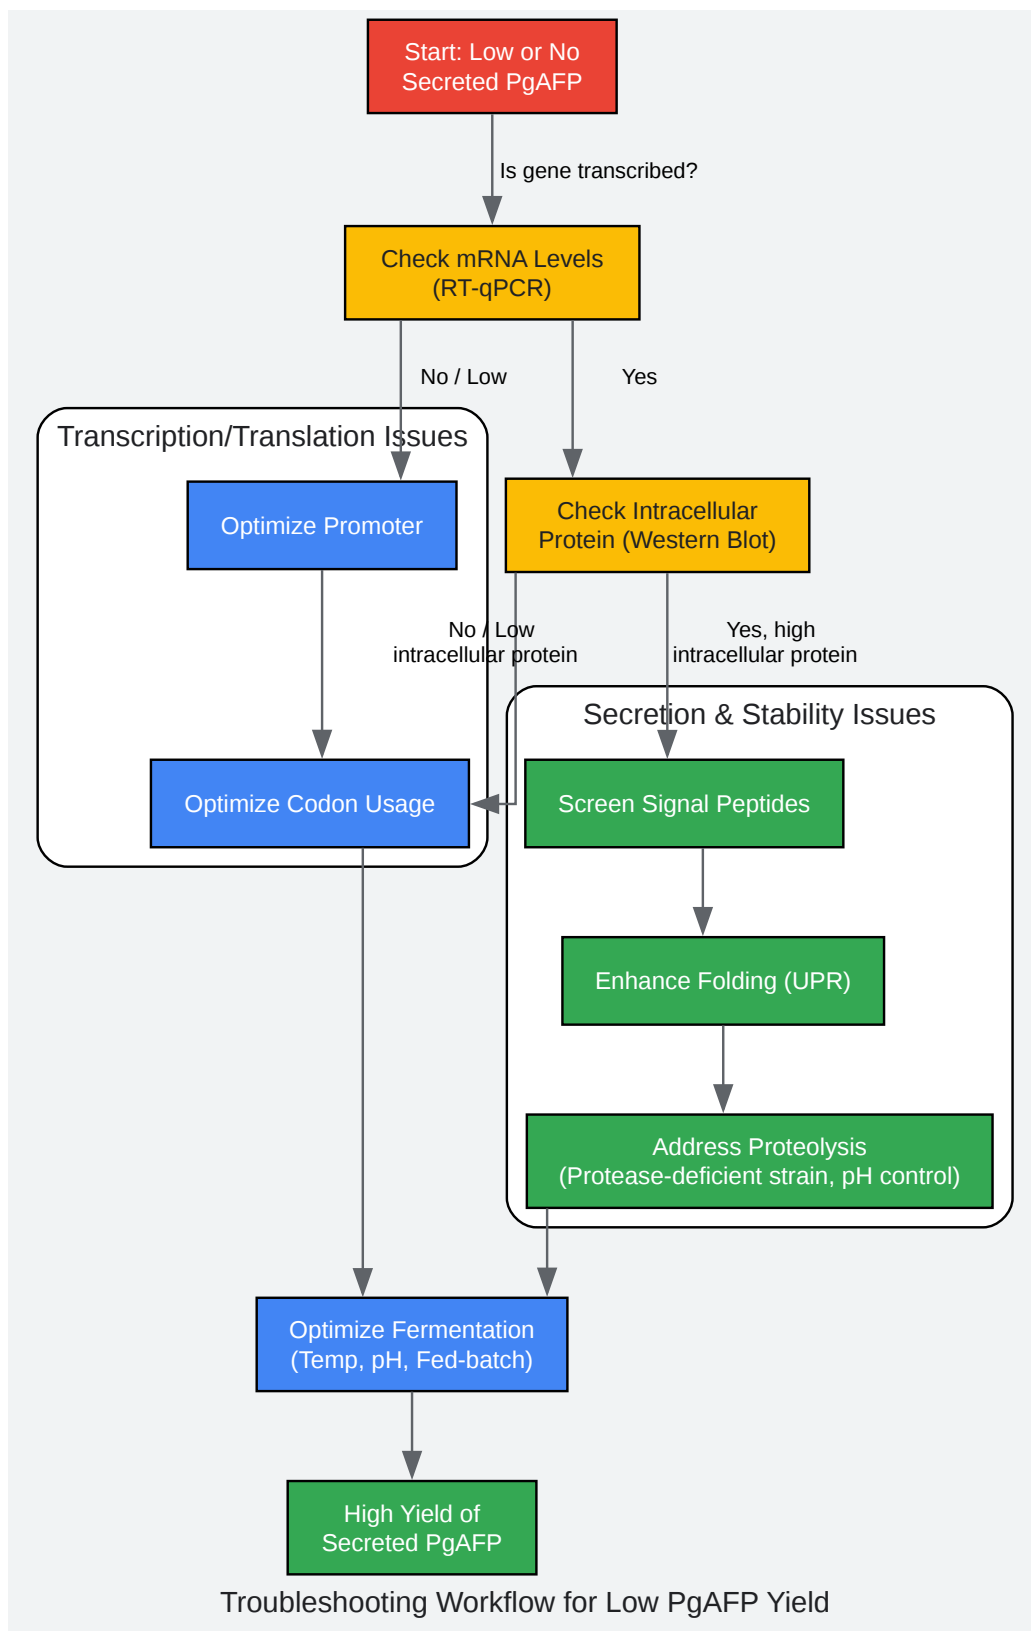 Start: Low or No
Secreted PgAFP
Is gene transcribed?
Check mRNA Levels
(RT-qPCR)
No / Low
Yes
Transcription/Translation Issues
Optimize Promoter
Check Intracellular
Protein (Western Blot)
No / Low
intracellular protein
Yes, high
intracellular protein
Secretion & Stability Issues
Optimize Codon Usage
Screen Signal Peptides
Enhance Folding (UPR)
Address Proteolysis
(Protease-deficient strain, pH control)
Optimize Fermentation
(Temp, pH, Fed-batch)
High Yield of
Secreted PgAFP
Troubleshooting Workflow for Low PgAFP Yield